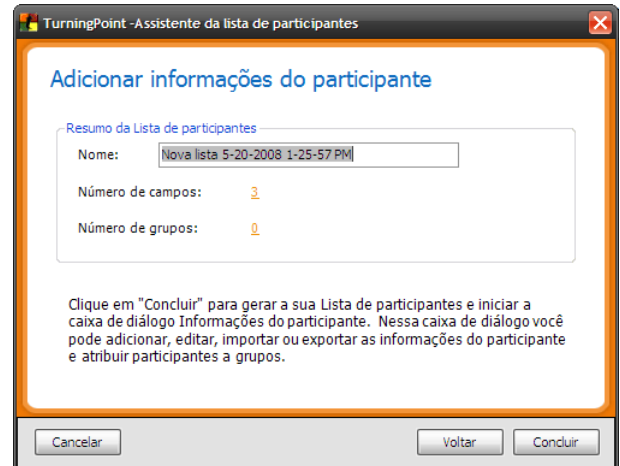 TurningPoint -Assistente da lista de participantes
Adicionar informações do participante
Resumo da Lista de participantes
Nome: Nova lista 5-20-2008 1-25-57 PM
Número de campos: 3
Número de grupos: 0
Clique em "Concluir" para gerar a sua Lista de participantes e iniciar a
caixa de diálogo Informações do participante. Nessa caixa de diálogo você
pode adicionar, editar, importar ou exportar as informações do participante
e atribuir participantes a grupos.
Cancelar Voltar Concluir